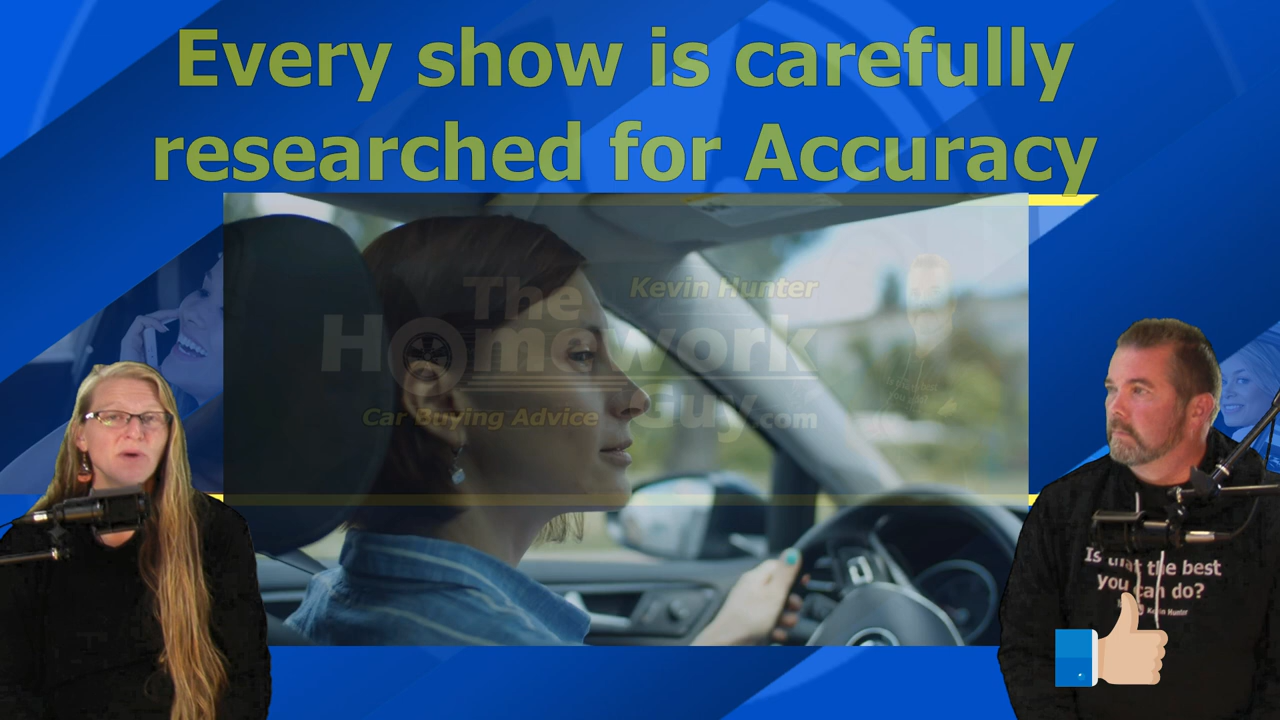 Every show is carefully
researched for Accuracy
The
Kevin Hunter
Homework
Car Buying Advice
Guy.com
Is that the best
you can do?
Kevin Hunter